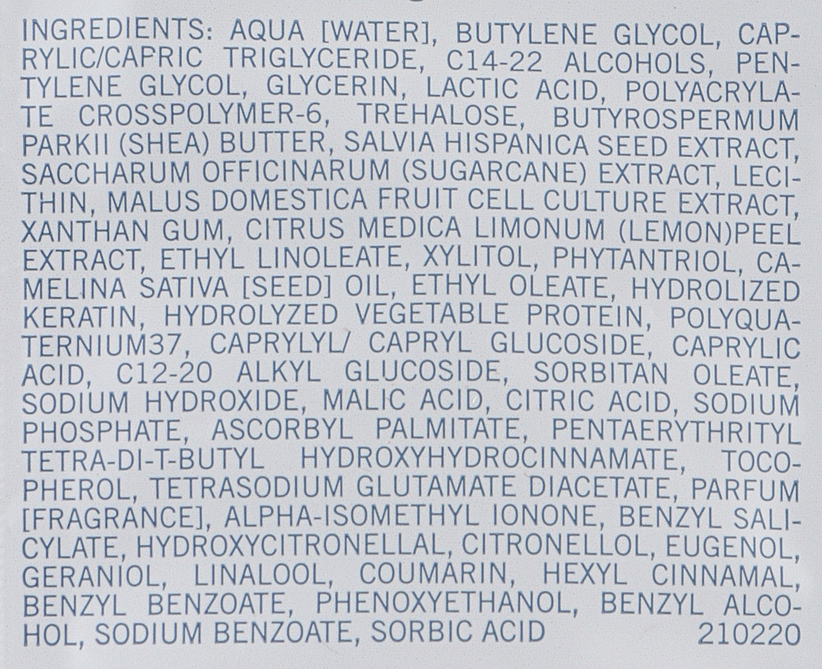 INGREDIENTS: AQUA [WATER], BUTYLENE GLYCOL, CAP-
RYLIC/CAPRIC TRIGLYCERIDE, C14-22 ALCOHOLS, PEN-
TYLENE GLYCOL, GLYCERIN, LACTIC ACID, POLYACRYLA-
TE CROSSPOLYMER-6, TREHALOSE, BUTYROSPERMUM
PARKII (SHEA) BUTTER, SALVIA HISPANICA SEED EXTRACT,
SACCHARUM OFFICINARUM (SUGARCANE) EXTRACT, LECI-
THIN, MALUS DOMESTICA FRUIT CELL CULTURE EXTRACT,
XANTHAN GUM, CITRUS MEDICA LIMONUM (LEMON)PEEL
EXTRACT, ETHYL LINOLEATE, XYLITOL, PHYTANTRIOL, CA-
MELINA SATIVA [SEED] OIL, ETHYL OLEATE, HYDROLIZED
KERATIN, HYDROLYZED VEGETABLE PROTEIN, POLYQUA-
TERNIUM37, CAPRYLYL/ CAPRYL GLUCOSIDE, CAPRYLIC
ACID, C12-20 ALKYL GLUCOSIDE, SORBITAN OLEATE,
SODIUM HYDROXIDE, MALIC ACID, CITRIC ACID, SODIUM
PHOSPHATE, ASCORBYL PALMITATE, PENTAERYTHRITYL
TETRA-DI-T-BUTYL HYDROXYHYDROCINNAMATE, TOCO-
PHEROL, TETRASODIUM GLUTAMATE DIACETATE, PARFUM
[FRAGRANCE], ALPHA-ISOMETHYL IONONE, BENZYL SALI-
CYLATE, HYDROXYCITRONELLAL, CITRONELLOL, EUGENOL,
GERANIOL, LINALOOL, COUMARIN, HEXYL CINNAMAL,
BENZYL BENZOATE, PHENOXYETHANOL, BENZYL ALCO-
HOL, SODIUM BENZOATE, SORBIC ACID 210220